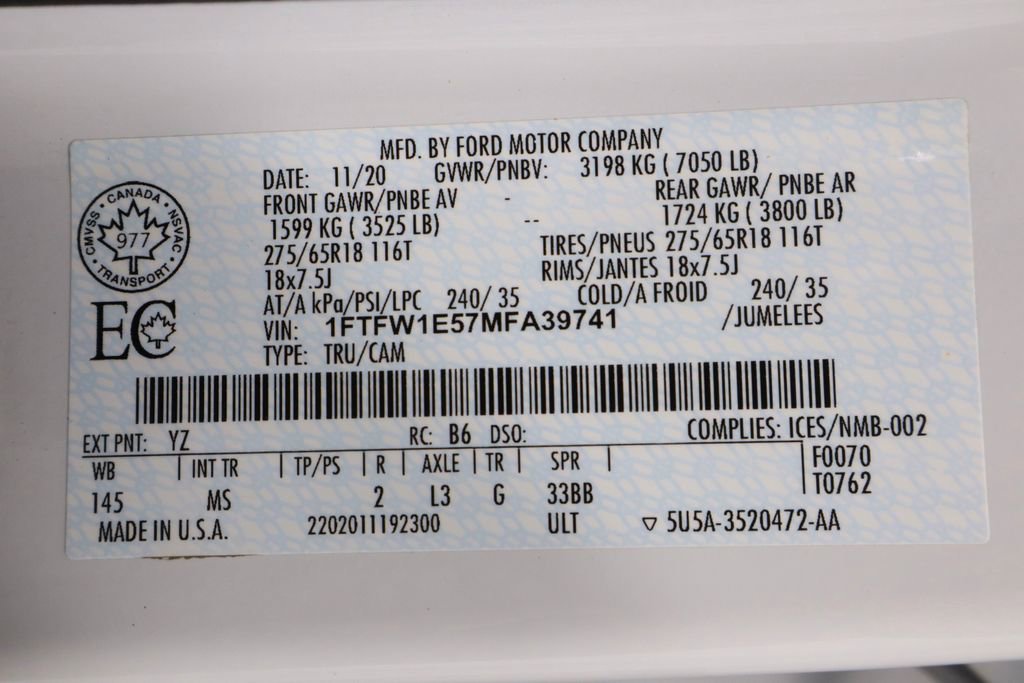 MFD. BY FORD MOTOR COMPANY
DATE: 11/20 GVWR/PNBV: 3198 KG ( 7050 LB)
FRONT GAWR/PNBE AV - REAR GAWR/ PNBE AR
1599 KG ( 3525 LB) -- 1724 KG ( 3800 LB)
275/65R18 116T TIRES/PNEUS 275/65R18 116T
18x7.5J RIMS/JANTES 18x7.5J
AT/A kPa/PSI/LPC 240/ 35 COLD/A FROID 240/ 35
VIN: 1FTFW1E57MFA39741 /JUMELEES
TYPE: TRU/CAM
CANADA
CMVSS • NSVAC
977
TRANSPORT
EC
EXT PNT: YZ RC: B6 DSO: COMPLIES: ICES/NMB-002
WB | INT TR | TP/PS | R | AXLE | TR | SPR | F0070
145 MS 2 L3 G 33BB T0762
MADE IN U.S.A. 2202011192300 ULT ▽ 5U5A-3520472-AA